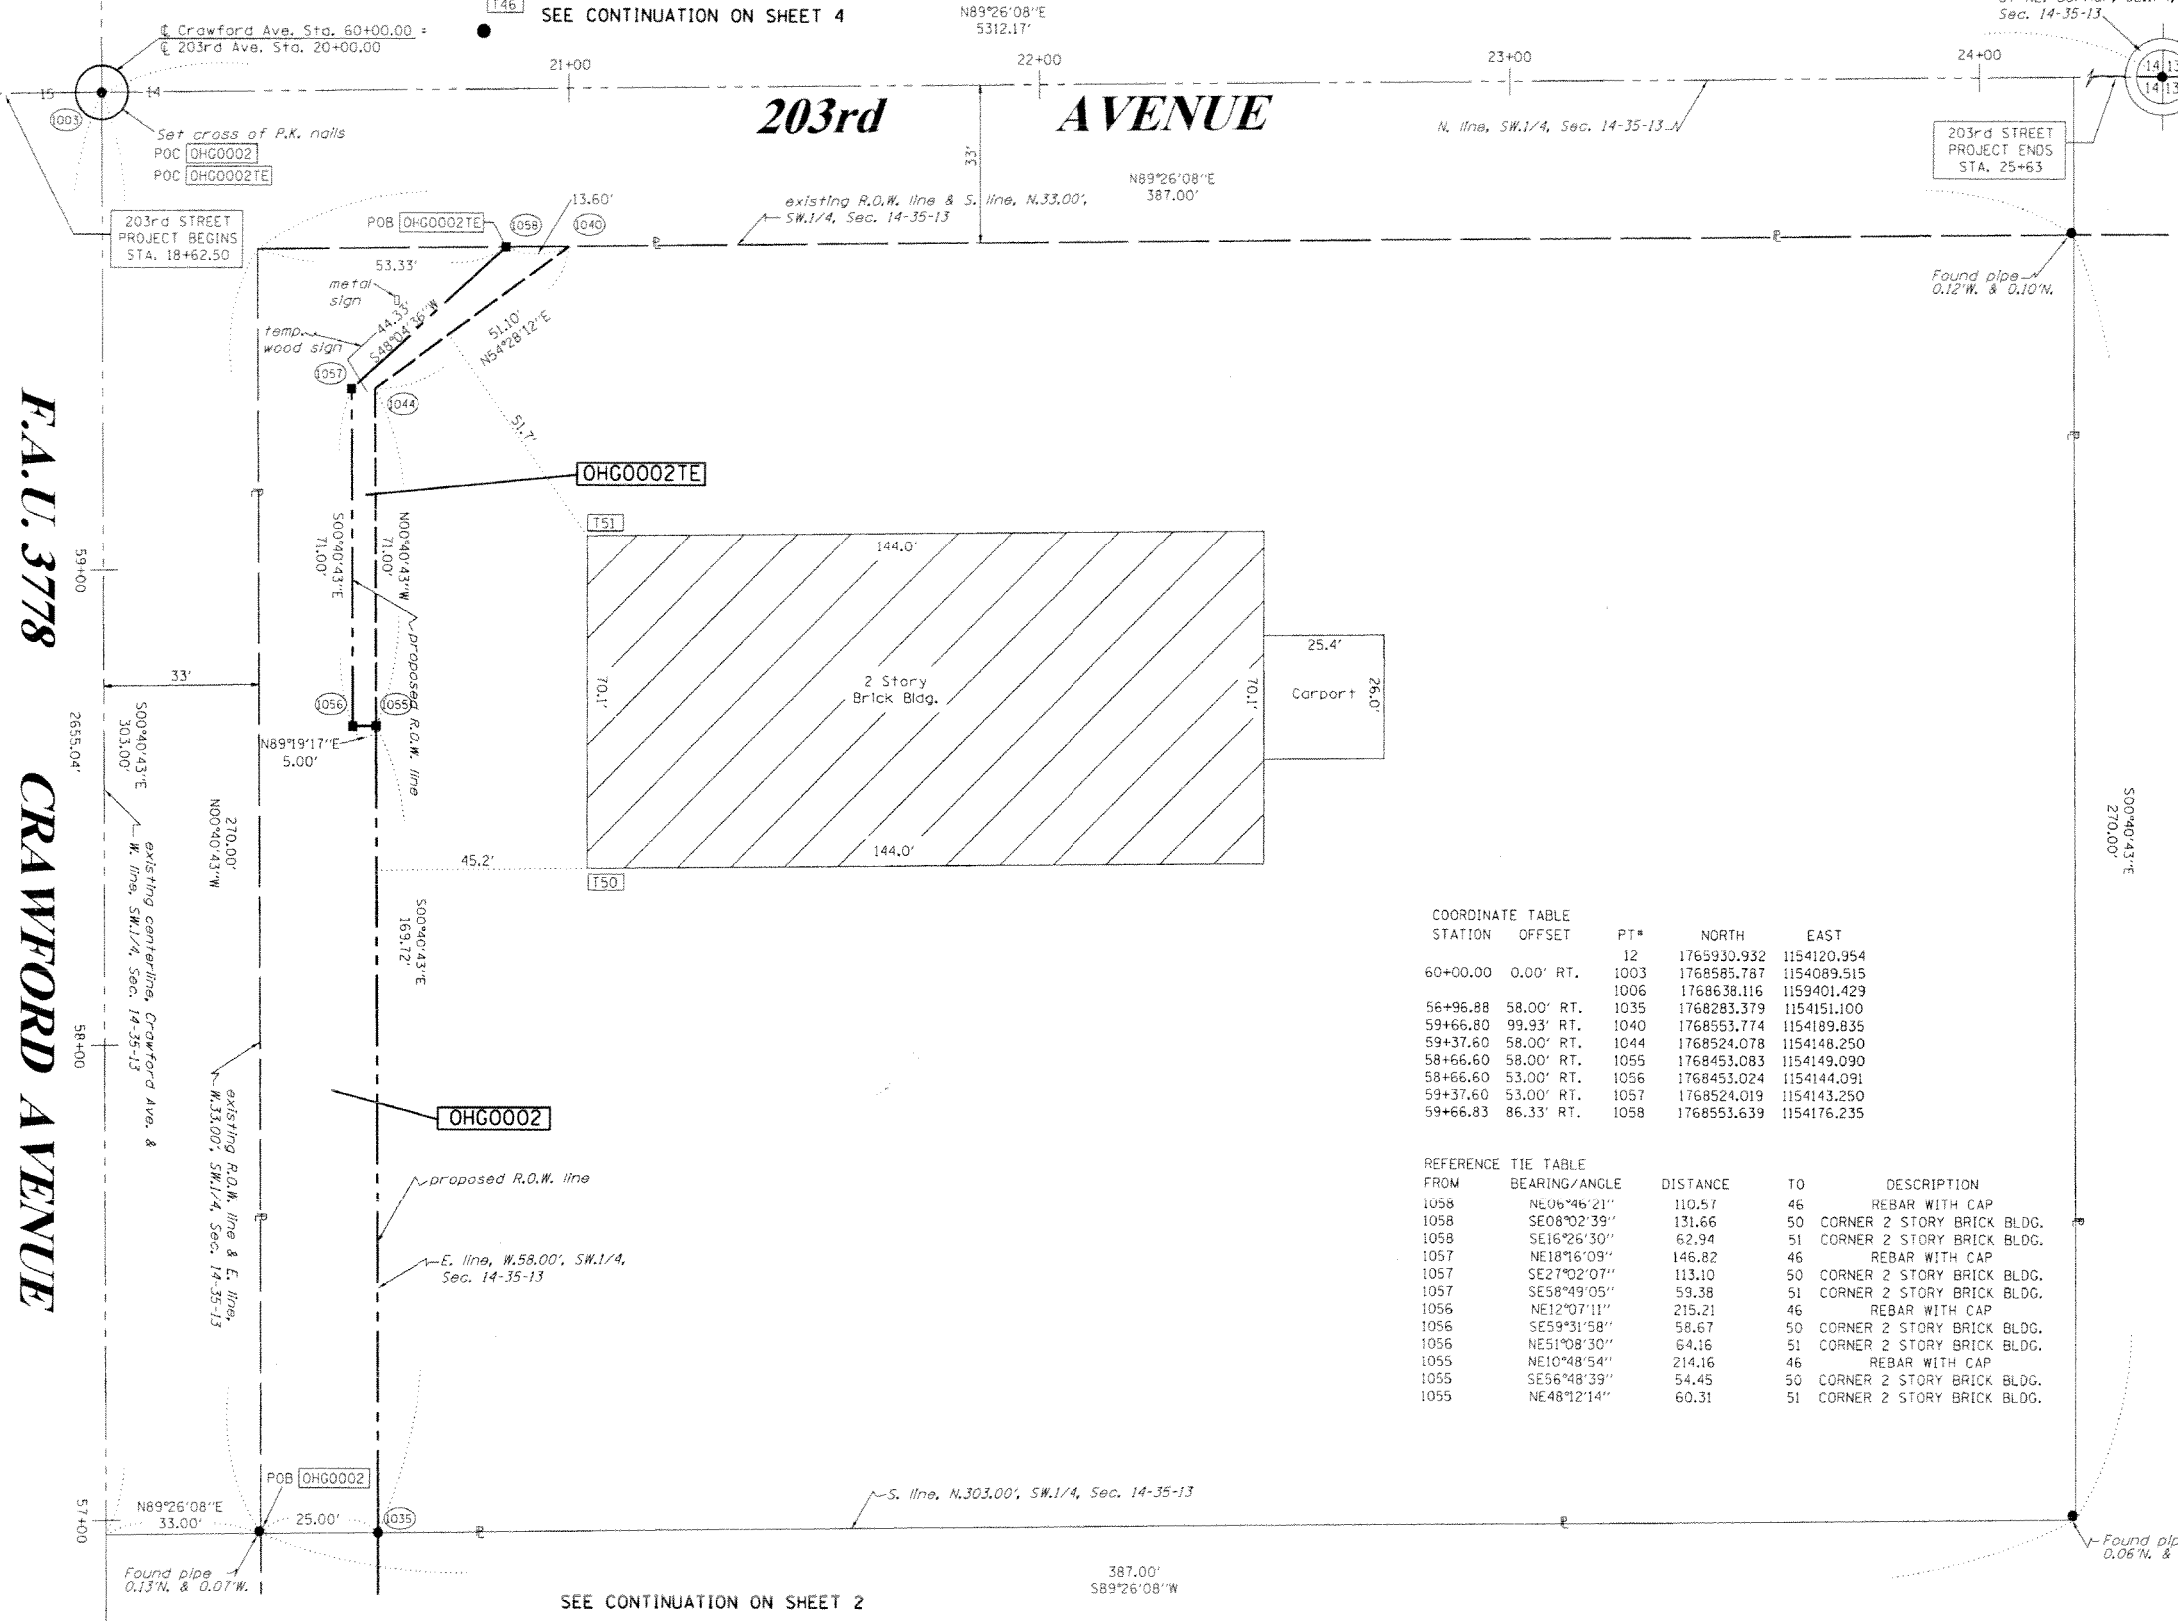 T46
SEE CONTINUATION ON SHEET 4
N89°26'08"E
5312.17'
Sec. 14-35-13
℄ Crawford Ave. Sta. 60+00.00 =
℄ 203rd Ave. Sta. 20+00.00
21+00
22+00
23+00
24+00
15
14
14 13
14 13
1003
203rd AVENUE
Set cross of P.K. nails
POC OHG0002
POC OHG0002TE
33'
N. line, SW.1/4, Sec. 14-35-13
203rd STREET
PROJECT ENDS
STA. 25+63
N89°26'08"E
387.00'
existing R.O.W. line & S. line, N.33.00',
SW.1/4, Sec. 14-35-13
203rd STREET
PROJECT BEGINS
STA. 18+62.50
POB OHG0002TE
1058
13.60'
1040
53.33'
metal
sign
temp.
wood sign
44.33'
S48°04'36"W
51.10'
N54°28'12"E
Found pipe
0.12'W. & 0.10'N.
1057
1044
51.7'
OHG0002TE
T51
S00°40'43"E
71.00'
N00°40'43"W
71.00'
proposed R.O.W. line
144.0'
70.1'
2 Story
Brick Bldg.
70.1'
25.4'
Carport
26.0'
144.0'
T50
45.2'
1056
1055
N89°19'17"E
5.00'
F.A.U. 3778 CRAWFORD AVENUE
59+00
33'
2655.04'
S00°40'43"E
303.00'
existing centerline, Crawford Ave. &
W. line, SW.1/4, Sec. 14-35-13
270.00'
N00°40'43"W
58+00
existing R.O.W. line & E. line,
W.33.00', SW.1/4, Sec. 14-35-13
S00°40'43"E
169.72'
S00°40'43"E
270.00'
OHG0002
proposed R.O.W. line
E. line, W.58.00', SW.1/4,
Sec. 14-35-13
COORDINATE TABLE
STATION OFFSET PT# NORTH EAST
12 1765930.932 1154120.954
60+00.00 0.00' RT. 1003 1768585.787 1154089.515
1006 1768638.116 1159401.429
56+96.88 58.00' RT. 1035 1768283.379 1154151.100
59+66.80 99.93' RT. 1040 1768553.774 1154189.835
59+37.60 58.00' RT. 1044 1768524.078 1154148.250
58+66.60 58.00' RT. 1055 1768453.083 1154149.090
58+66.60 53.00' RT. 1056 1768453.024 1154144.091
59+37.60 53.00' RT. 1057 1768524.019 1154143.250
59+66.83 86.33' RT. 1058 1768553.639 1154176.235
REFERENCE TIE TABLE
FROM BEARING/ANGLE DISTANCE TO DESCRIPTION
1058 NE06°46'21" 110.57 46 REBAR WITH CAP
1058 SE08°02'39" 131.66 50 CORNER 2 STORY BRICK BLDG.
1058 SE16°26'30" 62.94 51 CORNER 2 STORY BRICK BLDG.
1057 NE18°16'09" 146.82 46 REBAR WITH CAP
1057 SE27°02'07" 113.10 50 CORNER 2 STORY BRICK BLDG.
1057 SE58°49'05" 59.38 51 CORNER 2 STORY BRICK BLDG.
1056 NE12°07'11" 215.21 46 REBAR WITH CAP
1056 SE59°31'58" 58.67 50 CORNER 2 STORY BRICK BLDG.
1056 NE51°08'30" 64.16 51 CORNER 2 STORY BRICK BLDG.
1055 NE10°48'54" 214.16 46 REBAR WITH CAP
1055 SE56°48'39" 54.45 50 CORNER 2 STORY BRICK BLDG.
1055 NE48°12'14" 60.31 51 CORNER 2 STORY BRICK BLDG.
57+00
N89°26'08"E
33.00'
POB OHG0002
25.00'
1035
S. line, N.303.00', SW.1/4, Sec. 14-35-13
Found pipe
0.13'N. & 0.07'W.
387.00'
S89°26'08"W
Found
0.06'N. &
SEE CONTINUATION ON SHEET 2